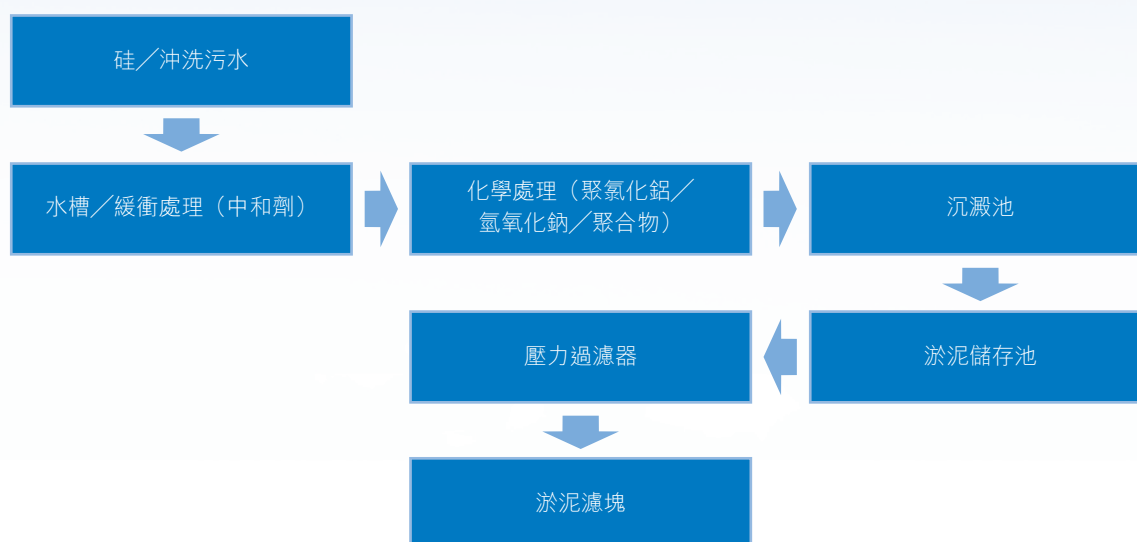 硅／沖洗污水
水槽／緩衝處理（中和劑）
化學處理（聚氯化鋁／
氫氧化鈉／聚合物）
沉澱池
淤泥儲存池
壓力過濾器
淤泥濾塊